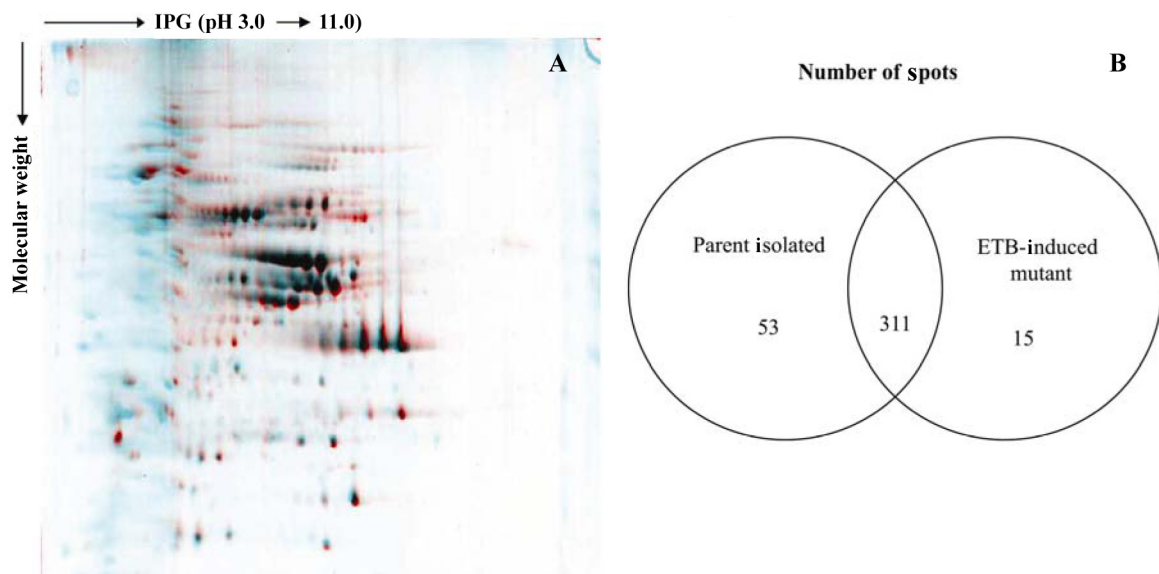 IPG (pH 3.0 → 11.0)
Molecular weight
A
B
Number of spots
Parent isolated
53
311
ETB-induced
mutant
15